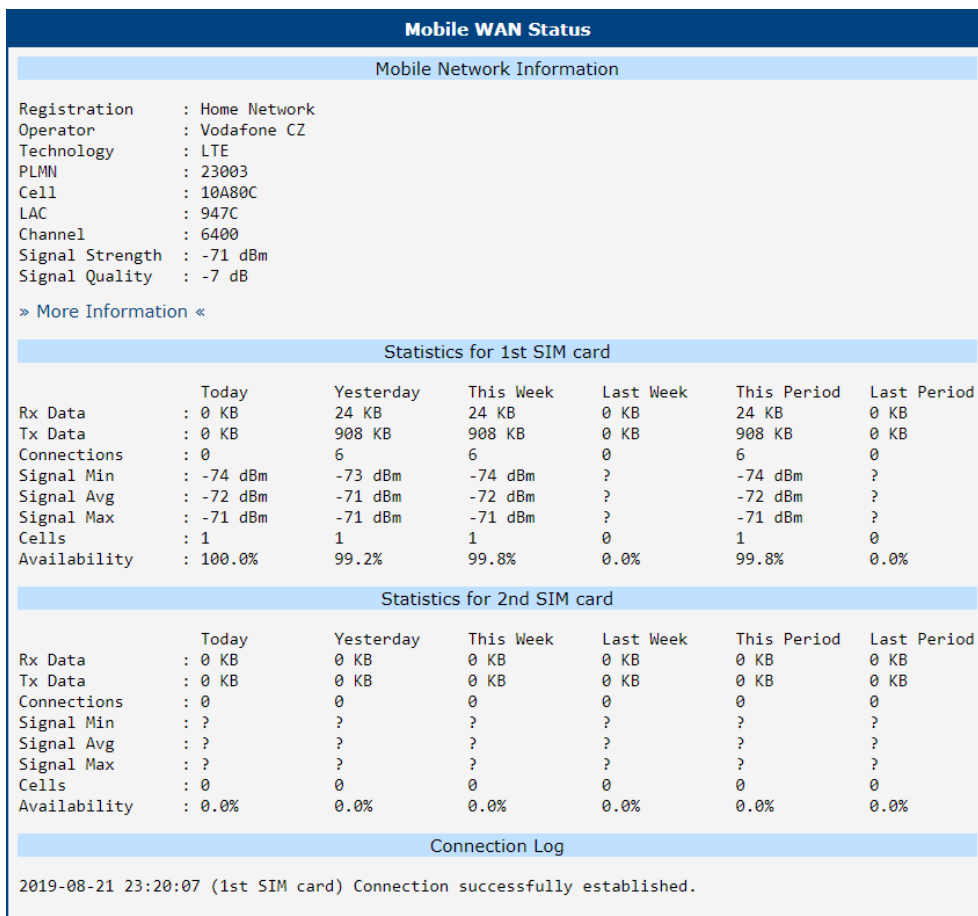 Mobile WAN Status
Mobile Network Information
Registration : Home Network
Operator : Vodafone CZ
Technology : LTE
PLMN : 23003
Cell : 10A80C
LAC : 947C
Channel : 6400
Signal Strength : -71 dBm
Signal Quality : -7 dB
» More Information «
Statistics for 1st SIM card
Today Yesterday This Week Last Week This Period Last Period
Rx Data : 0 KB 24 KB 24 KB 0 KB 24 KB 0 KB
Tx Data : 0 KB 908 KB 908 KB 0 KB 908 KB 0 KB
Connections : 0 6 6 0 6 0
Signal Min : -74 dBm -73 dBm -74 dBm ? -74 dBm ?
Signal Avg : -72 dBm -71 dBm -72 dBm ? -72 dBm ?
Signal Max : -71 dBm -71 dBm -71 dBm ? -71 dBm ?
Cells : 1 1 1 0 1 0
Availability : 100.0% 99.2% 99.8% 0.0% 99.8% 0.0%
Statistics for 2nd SIM card
Today Yesterday This Week Last Week This Period Last Period
Rx Data : 0 KB 0 KB 0 KB 0 KB 0 KB 0 KB
Tx Data : 0 KB 0 KB 0 KB 0 KB 0 KB 0 KB
Connections : 0 0 0 0 0 0
Signal Min : ? ? ? ? ? ?
Signal Avg : ? ? ? ? ? ?
Signal Max : ? ? ? ? ? ?
Cells : 0 0 0 0 0 0
Availability : 0.0% 0.0% 0.0% 0.0% 0.0% 0.0%
Connection Log
2019-08-21 23:20:07 (1st SIM card) Connection successfully established.